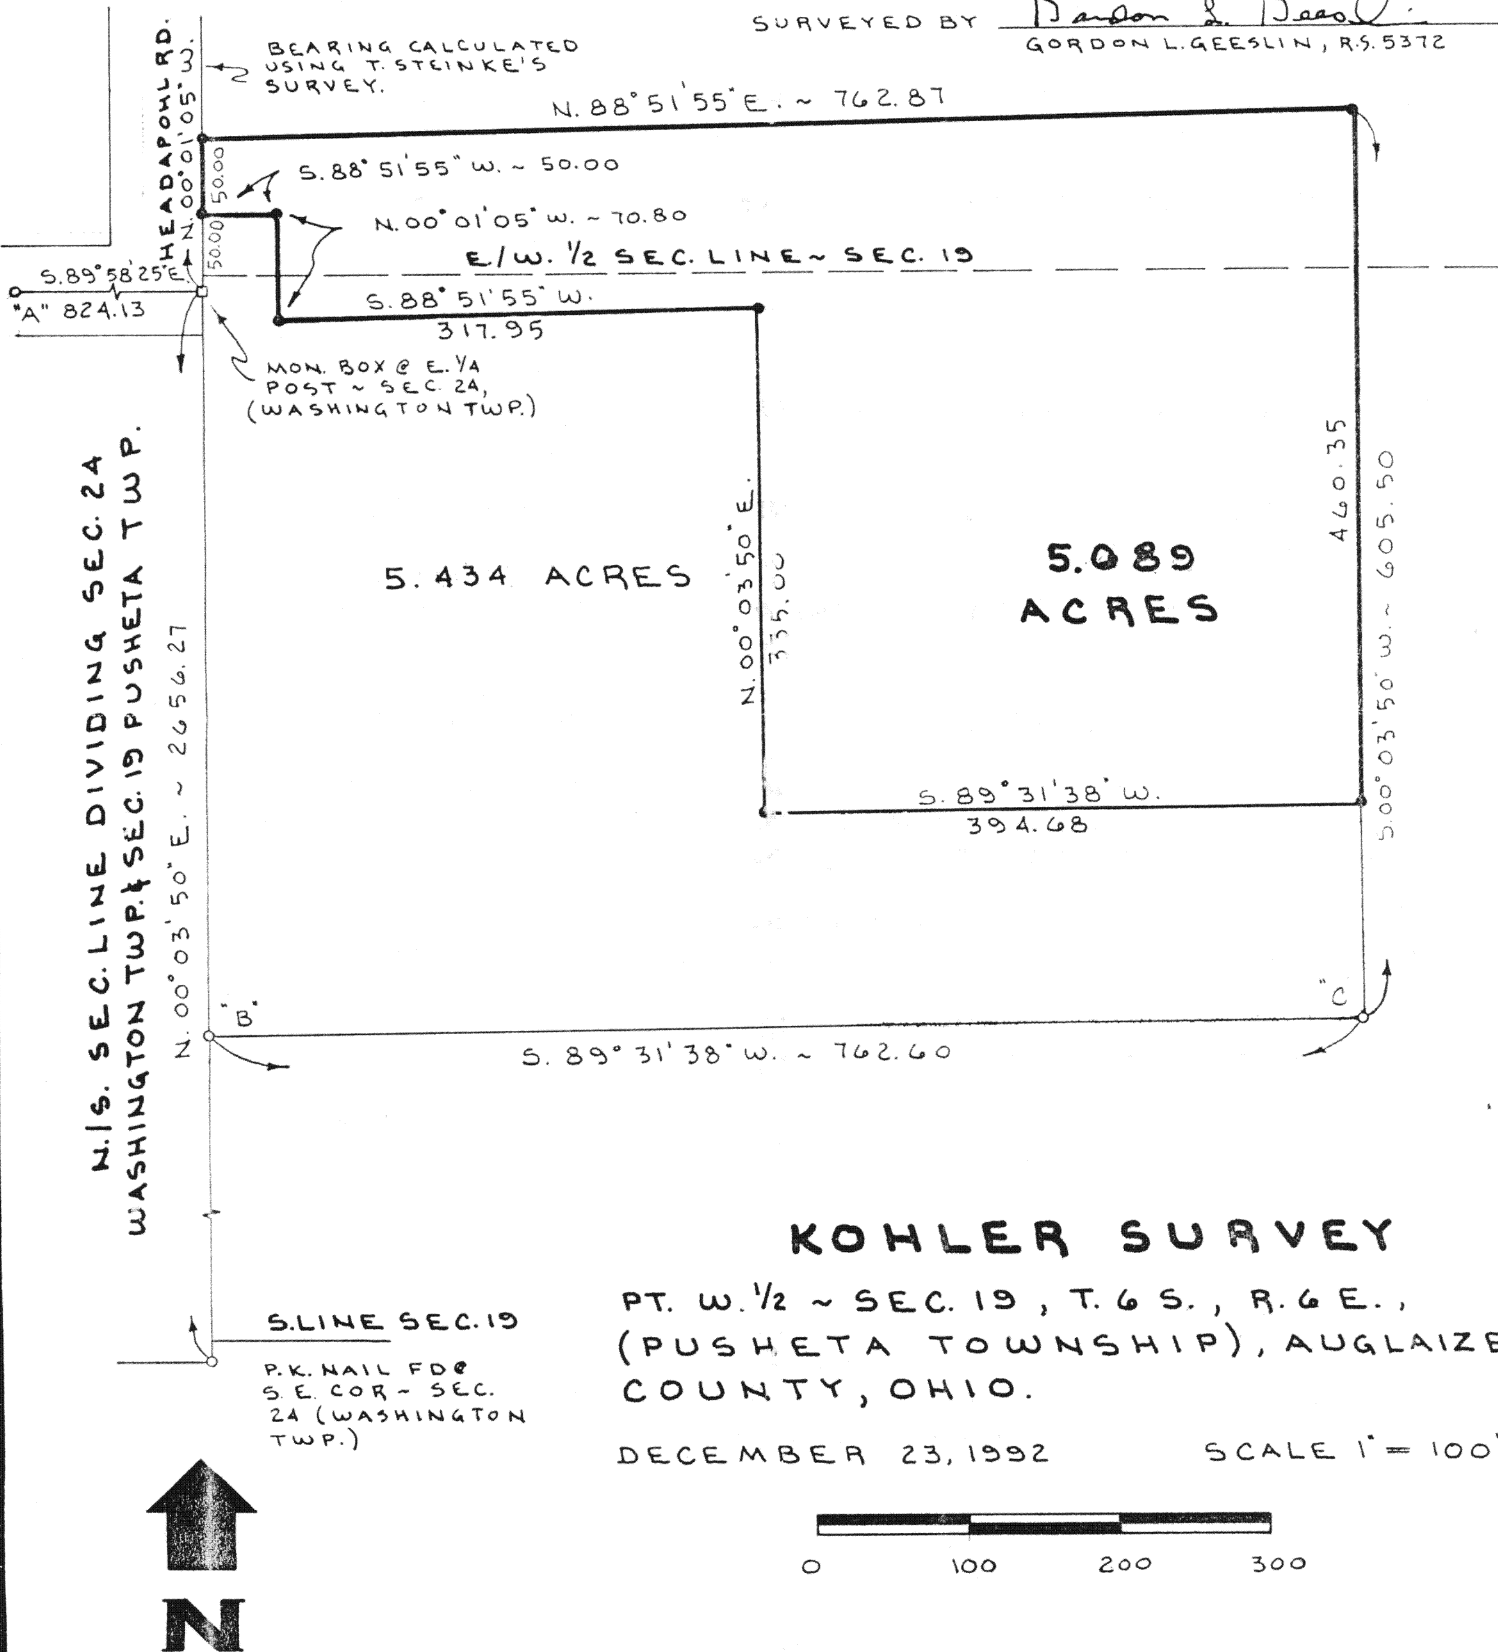 SURVEYED BY
GORDON L. GEESLIN, R.S. 5372
BEARING CALCULATED
USING T. STEINKE'S
SURVEY.
HEADAPOHL RD.
N. 00° 01' 05" W.
50.00
50.00
N. 88° 51' 55" E. ~ 762.87
S. 88° 51' 55" W. ~ 50.00
N. 00° 01' 05" W. ~ 70.80
E/W. 1/2 SEC. LINE ~ SEC. 19
S. 89° 58' 25" E.
"A" 824.13
S. 88° 51' 55" W.
317.95
MON. BOX @ E. 1/4
POST ~ SEC. 24,
(WASHINGTON TWP.)
N./S. SEC. LINE DIVIDING SEC. 24
WASHINGTON TWP. & SEC. 19 PUSHETA TWP.
N. 00° 03' 50" E. ~ 2656.27
5.434 ACRES
N. 00° 03' 50" E.
335.00
5.089
ACRES
460.35
S. 00° 03' 50" W. ~ 605.50
S. 89° 31' 38" W.
394.68
"B"
"C
S. 89° 31' 38" W. ~ 762.60
S. LINE SEC. 19
P.K. NAIL FD @
S.E. COR ~ SEC.
24 (WASHINGTON
TWP.)
KOHLER SURVEY
PT. W. 1/2 ~ SEC. 19, T. 6 S., R. 6 E.,
(PUSHETA TOWNSHIP), AUGLAIZE
COUNTY, OHIO.
DECEMBER 23, 1992
SCALE 1" = 100'
0 100 200 300
N